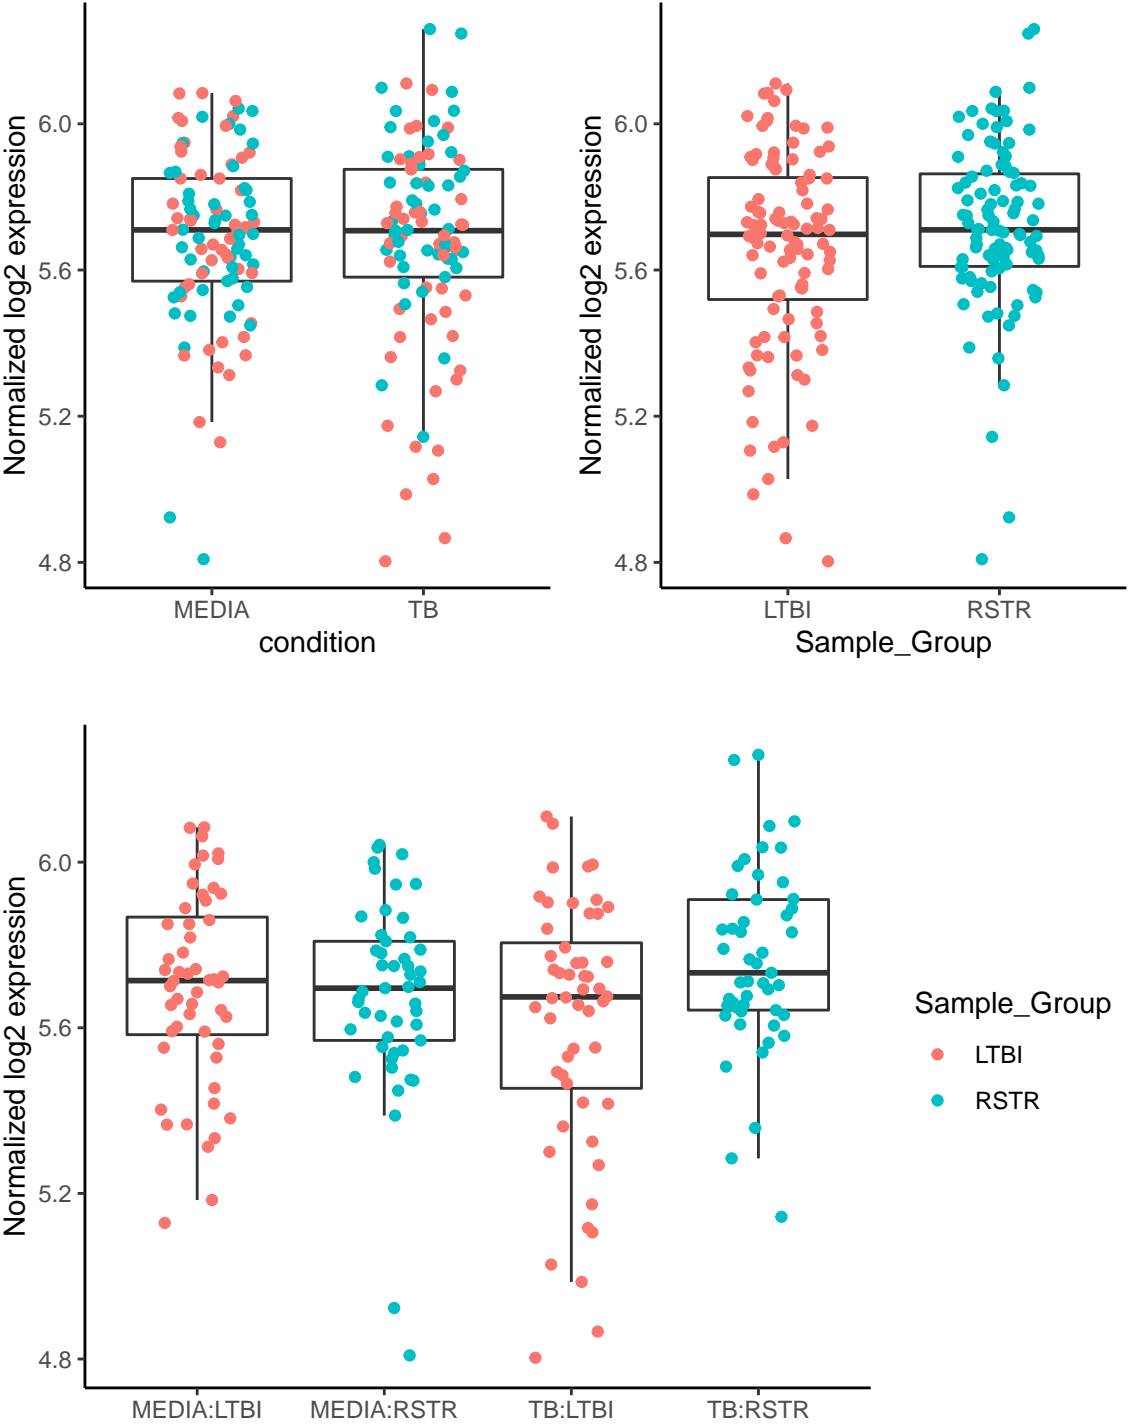 Normalized log2 expression
6.0
5.6
5.2
4.8
MEDIA
TB
condition
Normalized log2 expression
6.0
5.6
5.2
4.8
LTBI
RSTR
Sample_Group
Normalized log2 expression
6.0
5.6
5.2
4.8
MEDIA:LTBI
MEDIA:RSTR
TB:LTBI
TB:RSTR
Sample_Group
LTBI
RSTR